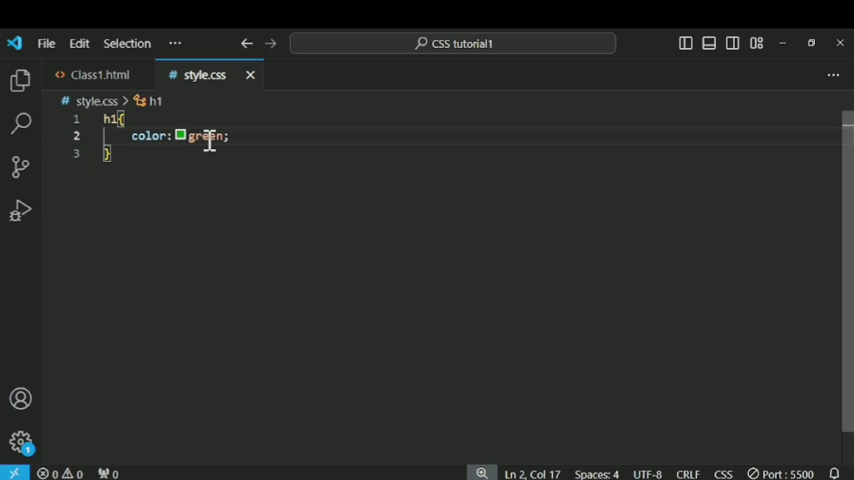 File Edit Selection ··· CSS tutorial1
<> Class1.html # style.css
# style.css > h1
1 h1{
2 color: green;
3 }
1
0 0 0 Ln 2, Col 17 Spaces: 4 UTF-8 CRLF CSS Port : 5500